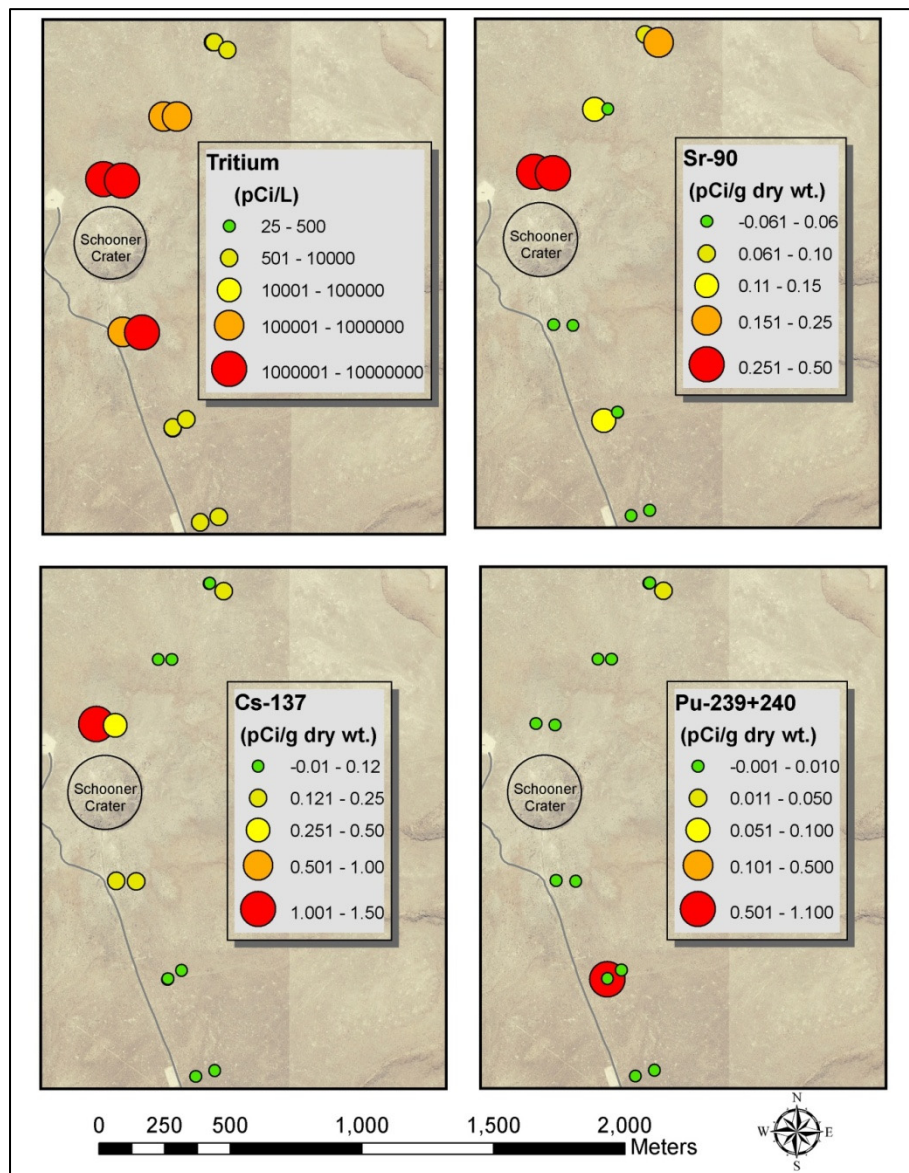 Tritium
(pCi/L)
25 - 500
501 - 10000
10001 - 100000
100001 - 1000000
1000001 - 10000000
Schooner
Crater
Sr-90
(pCi/g dry wt.)
-0.061 - 0.06
0.061 - 0.10
0.11 - 0.15
0.151 - 0.25
0.251 - 0.50
Schooner
Crater
Cs-137
(pCi/g dry wt.)
-0.01 - 0.12
0.121 - 0.25
0.251 - 0.50
0.501 - 1.00
1.001 - 1.50
Schooner
Crater
Pu-239+240
(pCi/g dry wt.)
-0.001 - 0.010
0.011 - 0.050
0.051 - 0.100
0.101 - 0.500
0.501 - 1.100
Schooner
Crater
0 250 500 1,000 1,500 2,000
Meters
N
W E
S